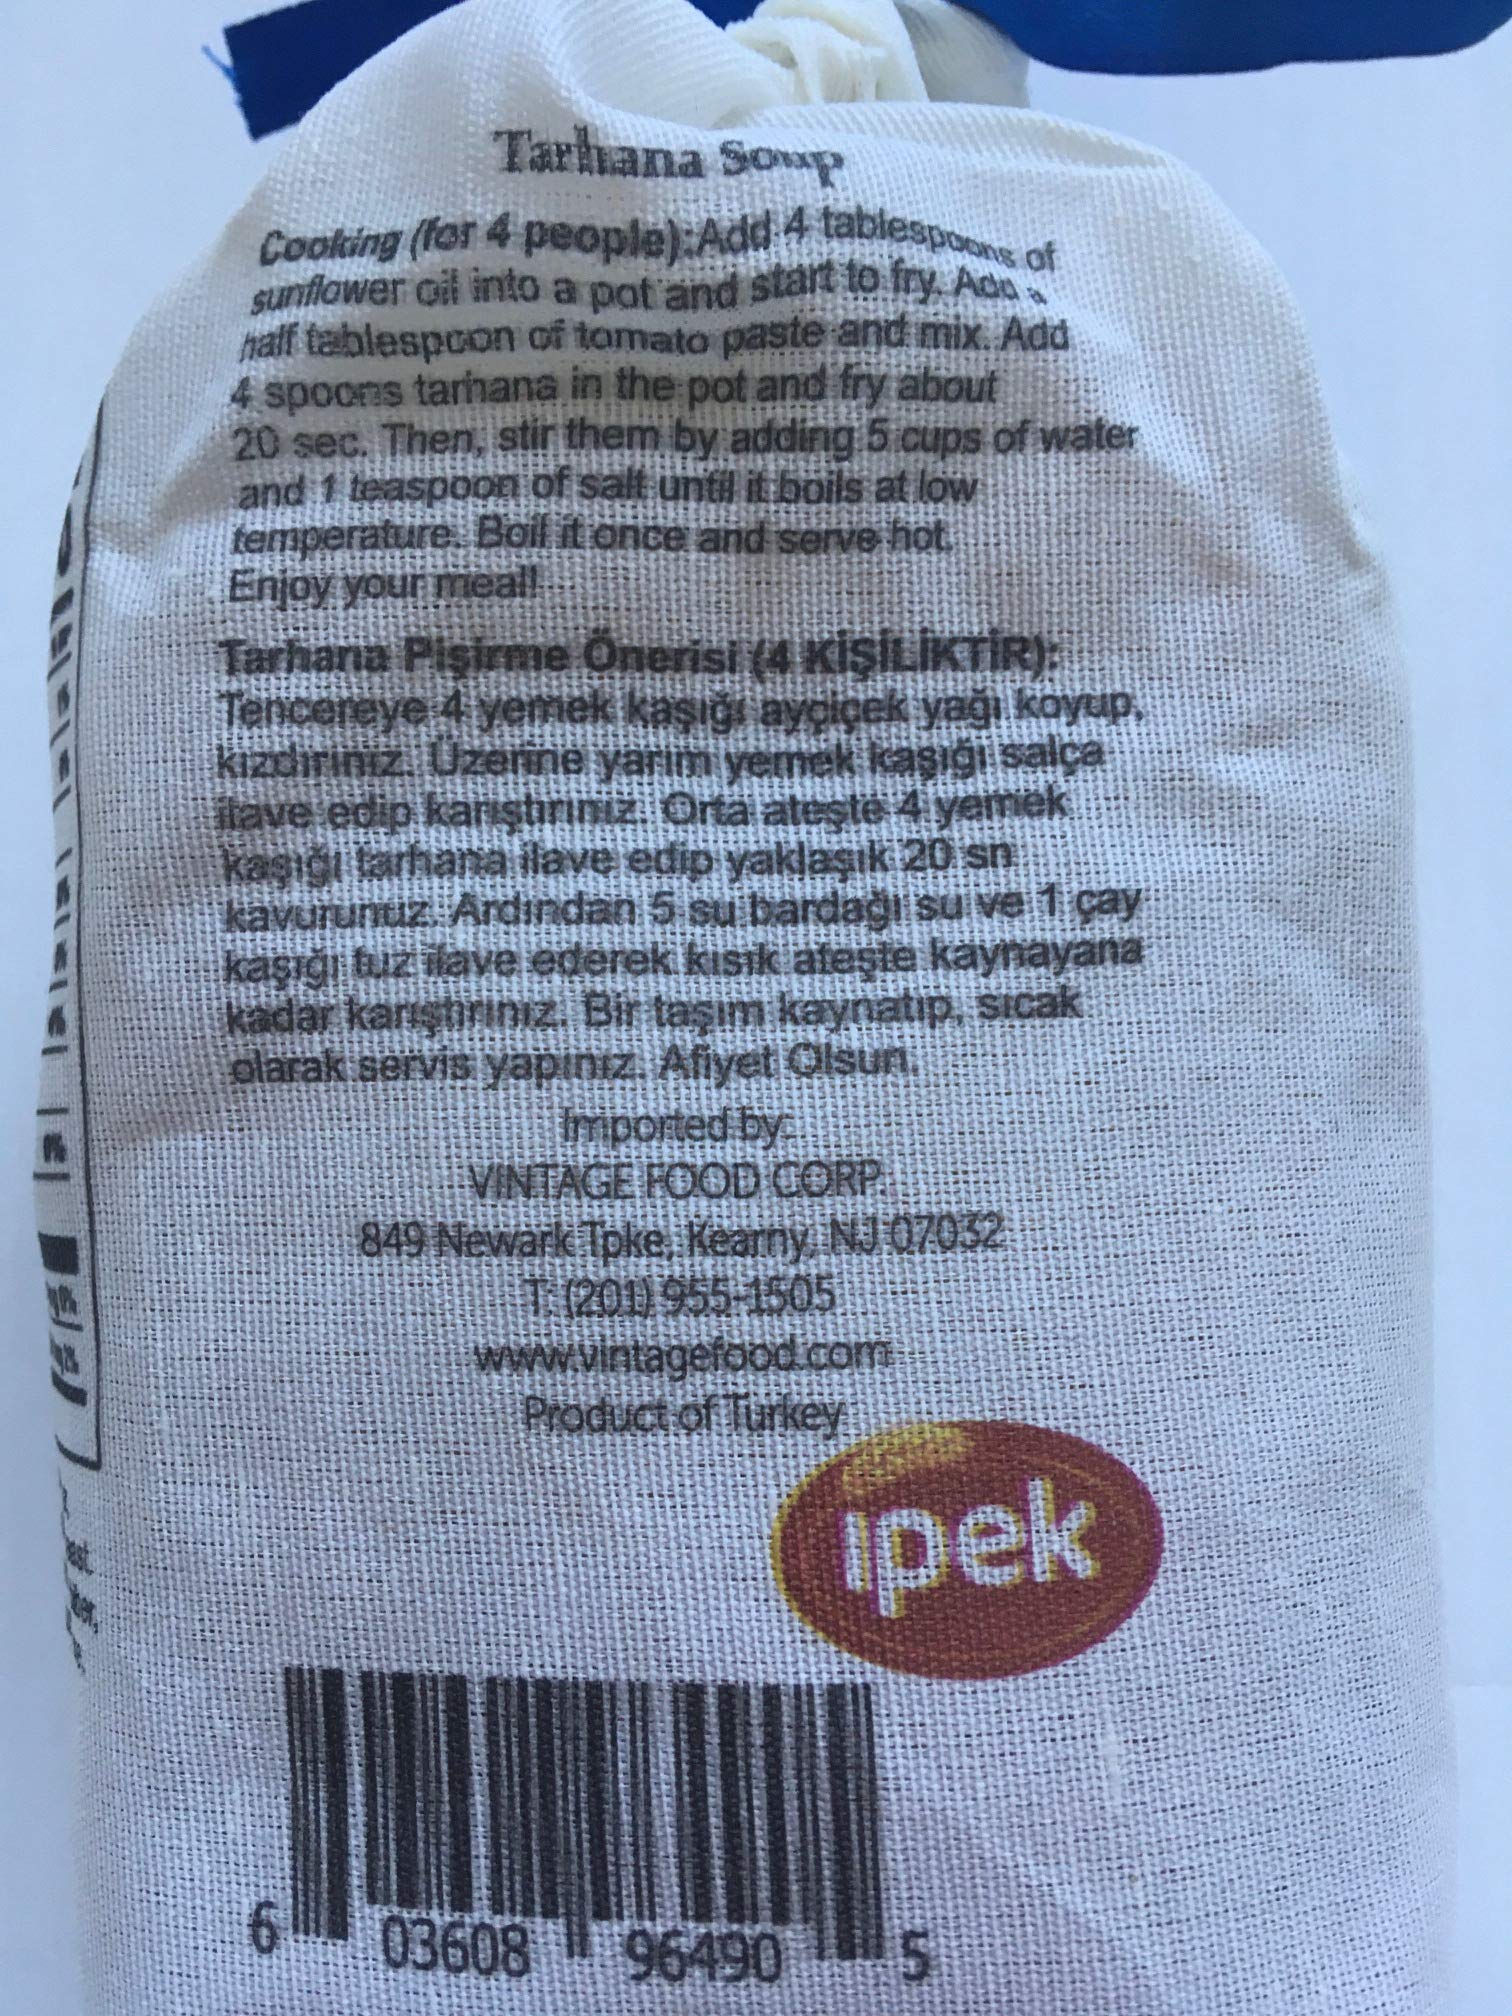 Tarhana Soup
Cooking (for 4 people):Add 4 tablespoons of
sunflower oil into a pot and start to fry. Add a
half tablespoon of tomato paste and mix. Add
4 spoons tarhana in the pot and fry about
20 sec. Then, stir them by adding 5 cups of water
and 1 teaspoon of salt until it boils at low
temperature. Boil it once and serve hot.
Enjoy your meal!
Tarhana Pişirme Önerisi (4 KİŞİLİKTİR):
Tencereye 4 yemek kaşığı ayçiçek yağı koyup,
kızdırınız. Üzerine yarım yemek kaşığı salça
ilave edip karıştırınız. Orta ateşte 4 yemek
kaşığı tarhana ilave edip yaklaşık 20 sn
kavurunuz. Ardından 5 su bardağı su ve 1 çay
kaşığı tuz ilave ederek kısık ateşte kaynayana
kadar karıştırınız. Bir taşım kaynatıp, sıcak
olarak servis yapınız. Afiyet Olsun.
Imported by:
VINTAGE FOOD CORP.
849 Newark Tpke, Kearny, NJ 07032
T: (201) 955-1505
www.vintagefood.com
Product of Turkey
ipek
6 03608 96490 5